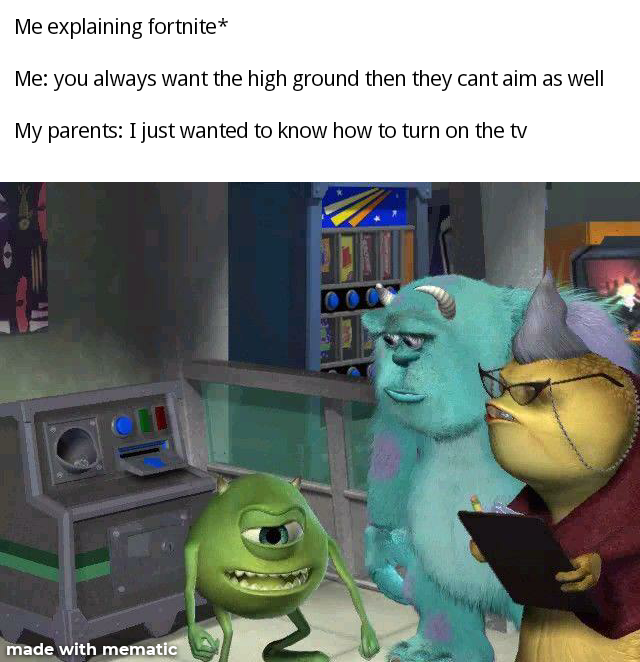 Me explaining fortnite*
Me: you always want the high ground then they cant aim as well
My parents: I just wanted to know how to turn on the tv
made with mematic